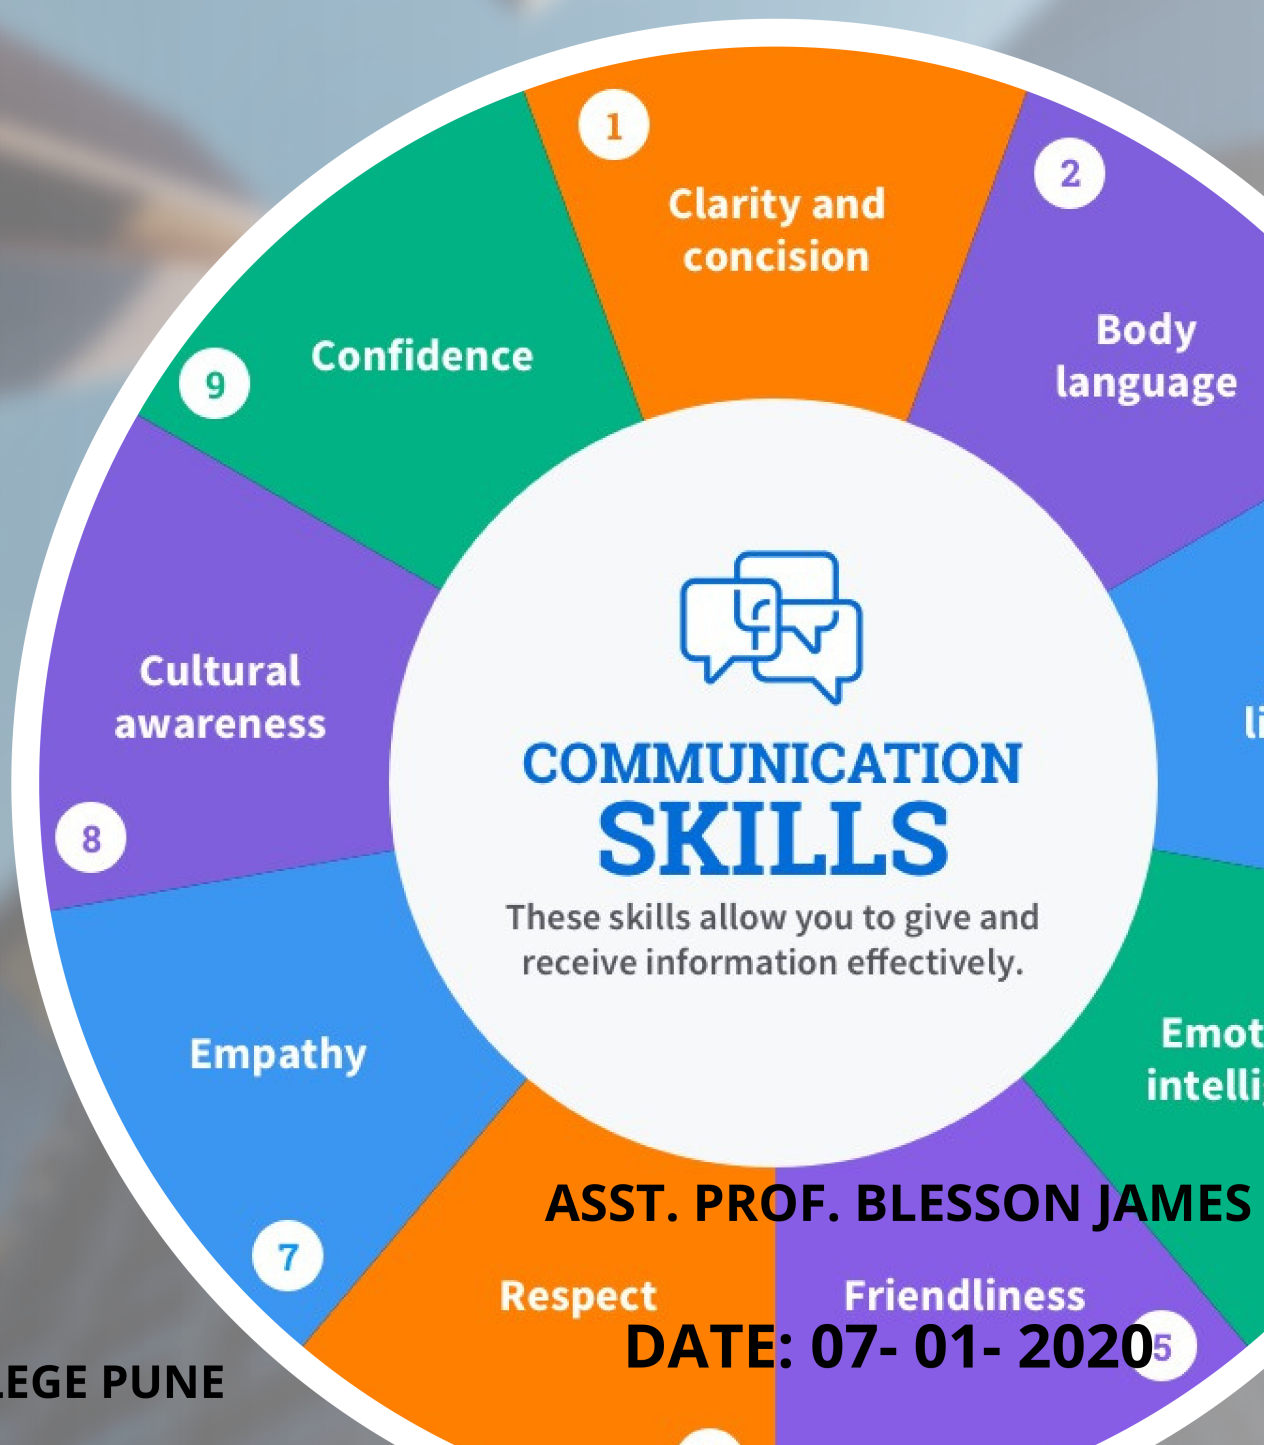 1
Clarity and
concision
2
Body
language
9
Confidence
Cultural
awareness
8
COMMUNICATION
SKILLS
These skills allow you to give and
receive information effectively.
Empathy
7
ASST. PROF. BLESSON JAMES
Respect
Friendliness
5
DATE: 07- 01- 2020
PUNE